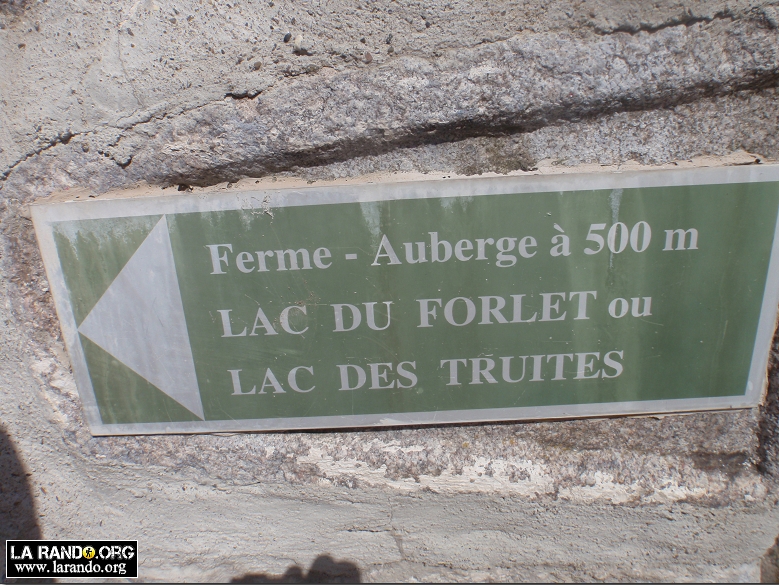 Ferme - Auberge à 500 m
LAC DU FORLET ou
LAC DES TRUITES
LA RANDO.ORG
www.larando.org